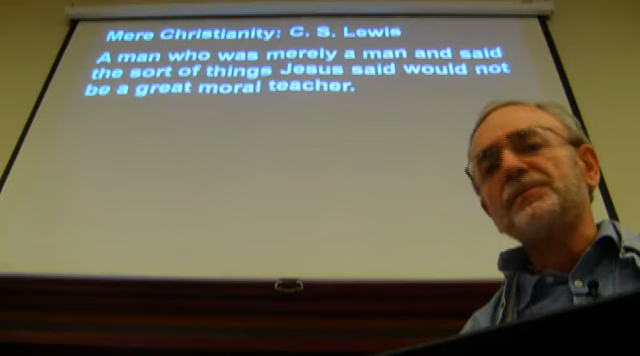 Mere Christianity: C. S. Lewis
A man who was merely a man and said
the sort of things Jesus said would not
be a great moral teacher.